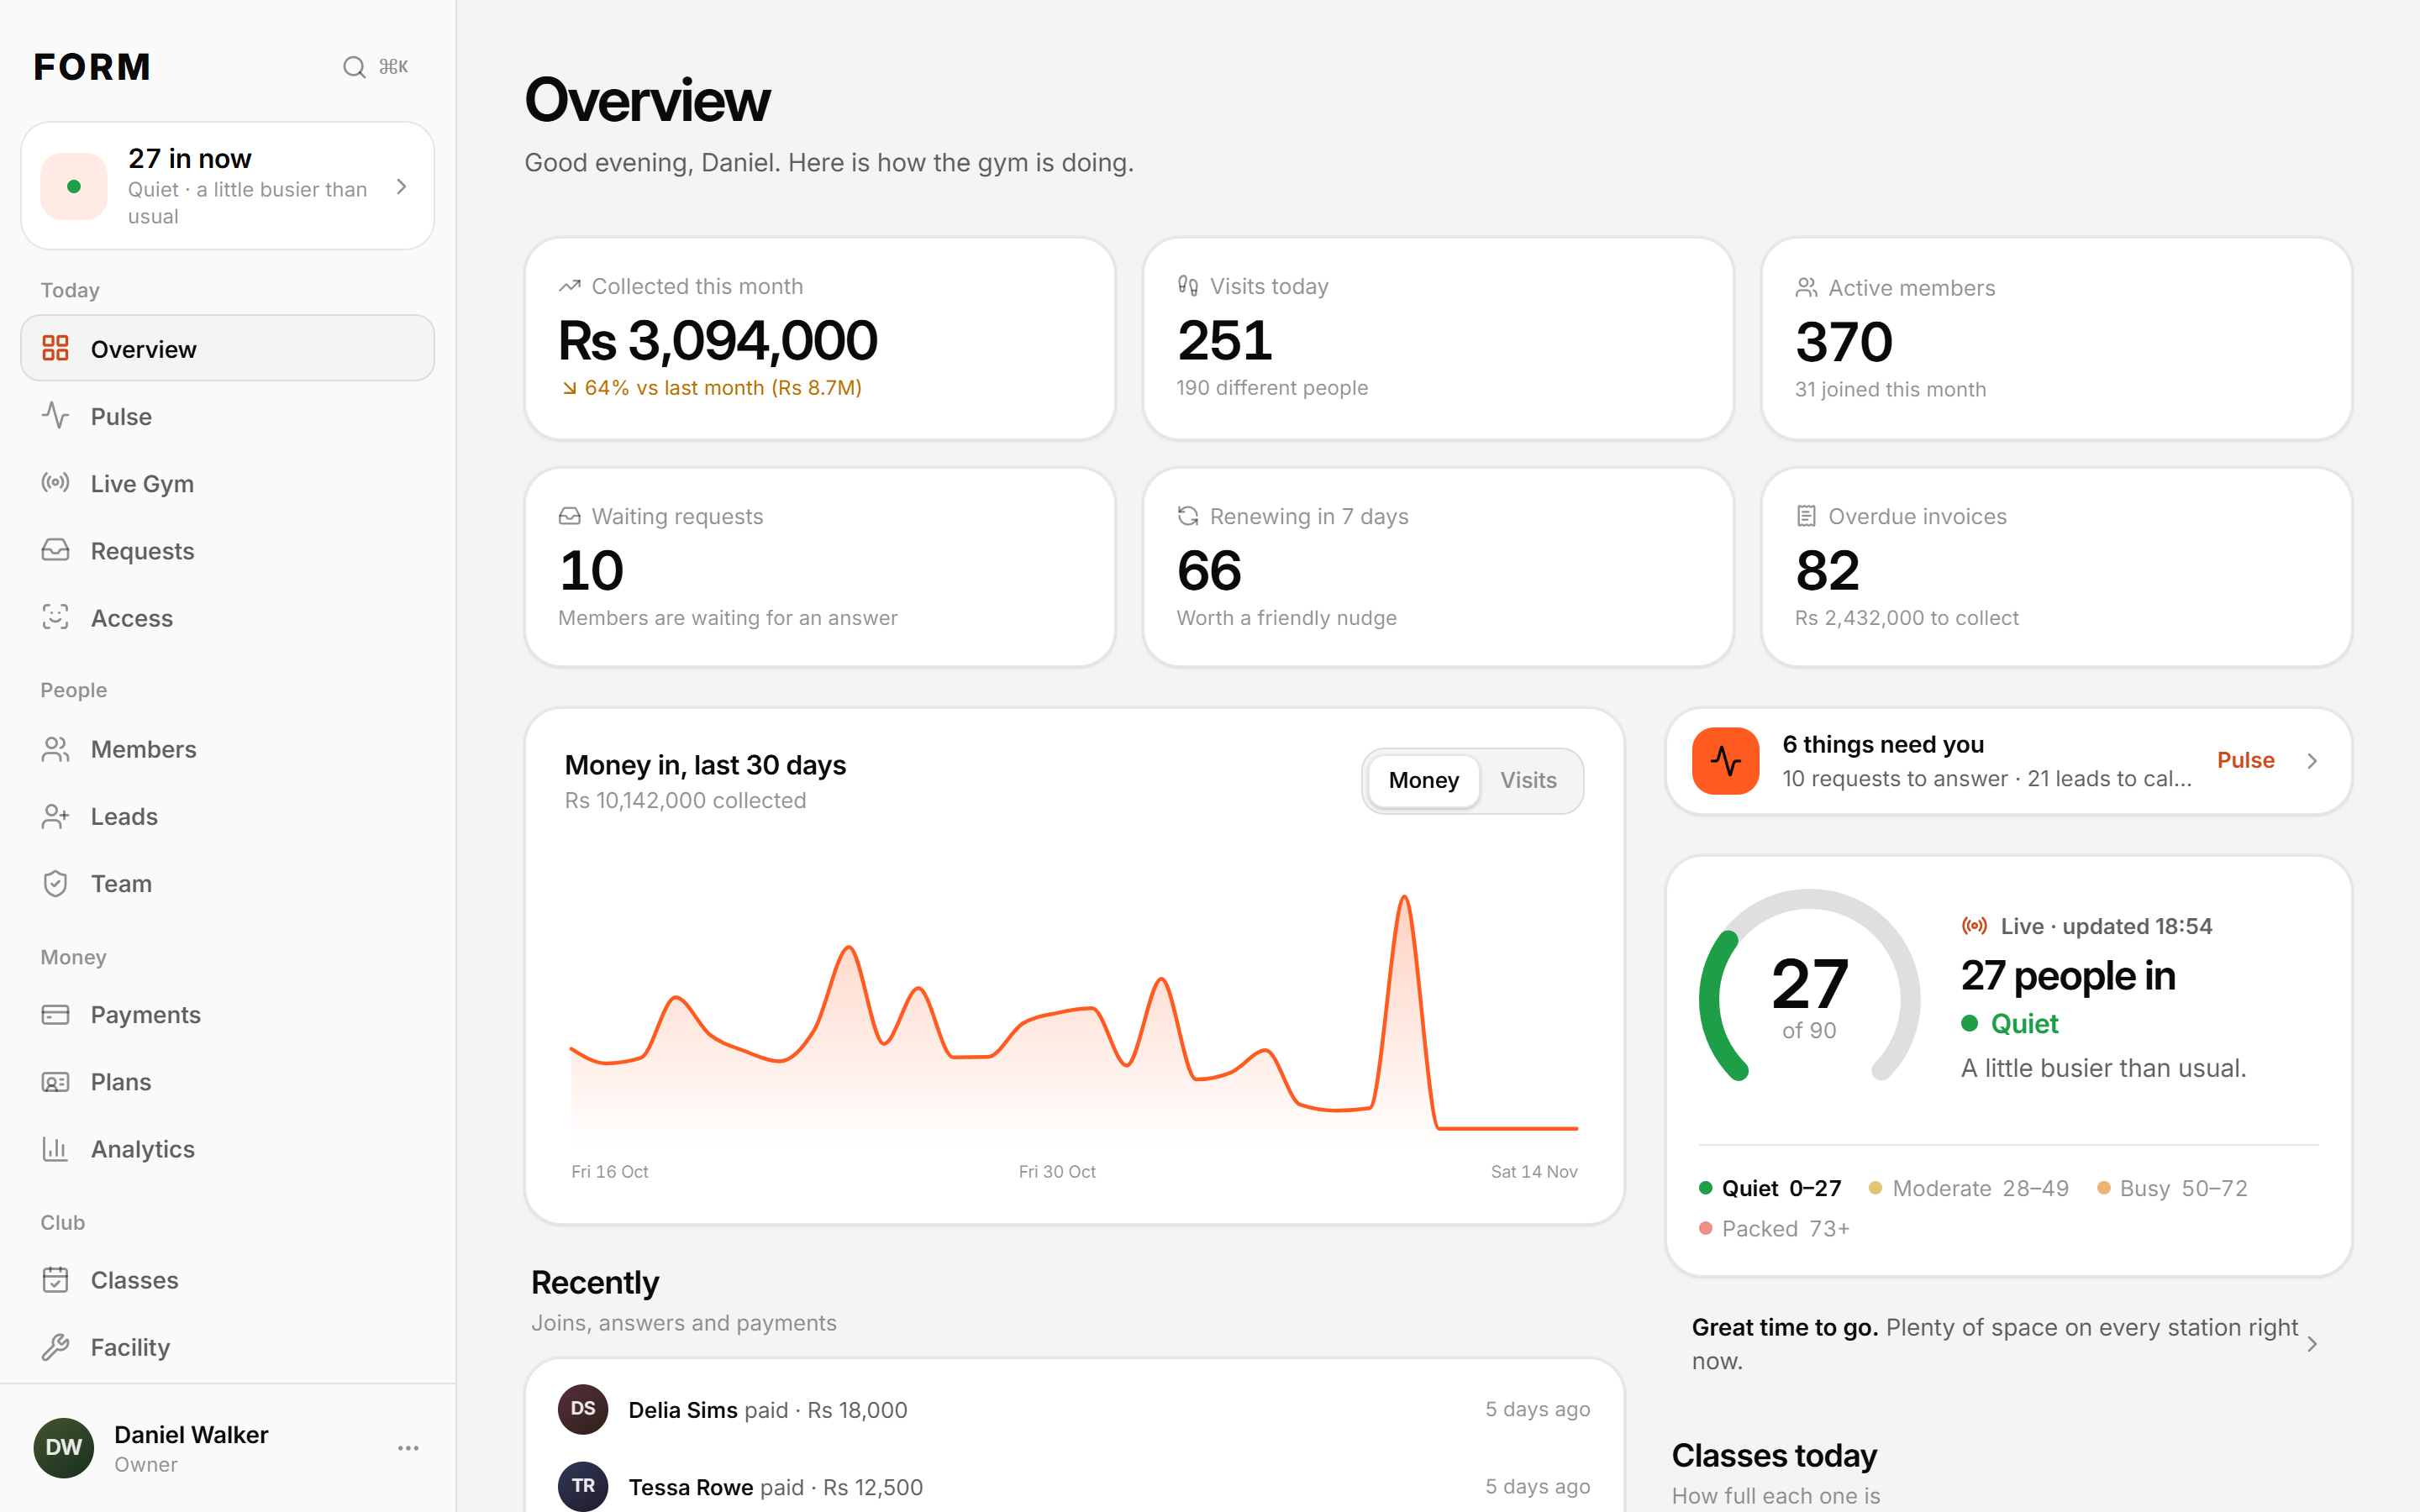 FORM
⌘K
27 in now
Quiet · a little busier than
usual
Today
Overview
Pulse
Live Gym
Requests
Access
People
Members
Leads
Team
Money
Payments
Plans
Analytics
Club
Classes
Facility
DW
Daniel Walker
Owner
Overview
Good evening, Daniel. Here is how the gym is doing.
Collected this month
Rs 3,094,000
64% vs last month (Rs 8.7M)
Visits today
251
190 different people
Active members
370
31 joined this month
Waiting requests
10
Members are waiting for an answer
Renewing in 7 days
66
Worth a friendly nudge
Overdue invoices
82
Rs 2,432,000 to collect
Money in, last 30 days
Rs 10,142,000 collected
Money Visits
Fri 16 Oct Fri 30 Oct Sat 14 Nov
Recently
Joins, answers and payments
DS Delia Sims paid · Rs 18,000 5 days ago
TR Tessa Rowe paid · Rs 12,500 5 days ago
6 things need you
10 requests to answer · 21 leads to cal...
Pulse
27
of 90
Live · updated 18:54
27 people in
Quiet
A little busier than usual.
Quiet 0–27 Moderate 28–49 Busy 50–72
Packed 73+
Great time to go. Plenty of space on every station right
now.
Classes today
How full each one is